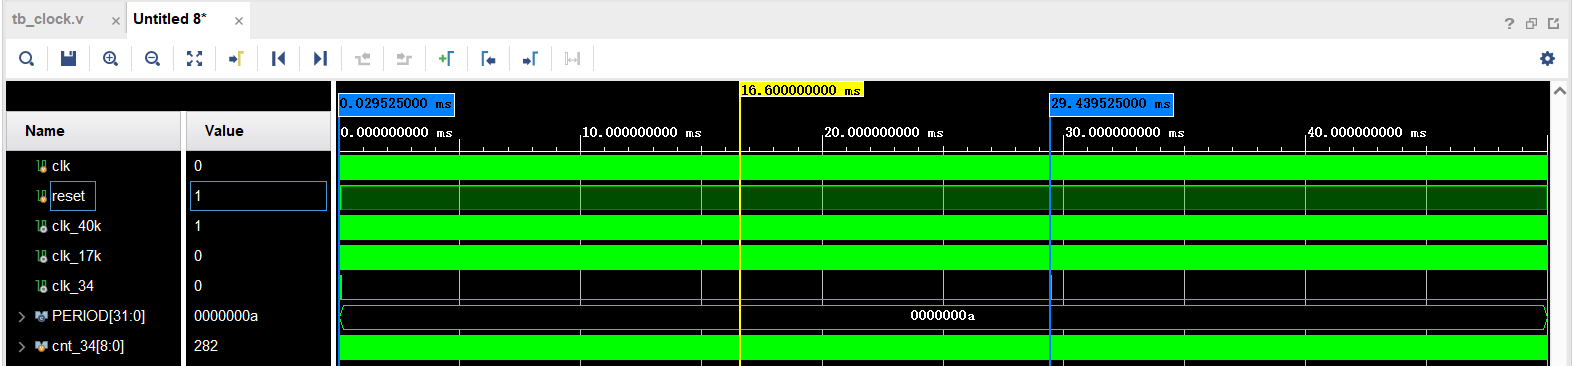 tb_clock.v × Untitled 8* ×
?
16.600000000 ms
0.029525000 ms 29.439525000 ms
Name Value 0.000000000 ms 10.000000000 ms 20.000000000 ms 30.000000000 ms 40.000000000 ms
clk 0
reset 1
clk_40k 1
clk_17k 0
clk_34 0
PERIOD[31:0] 0000000a 0000000a
cnt_34[8:0] 282